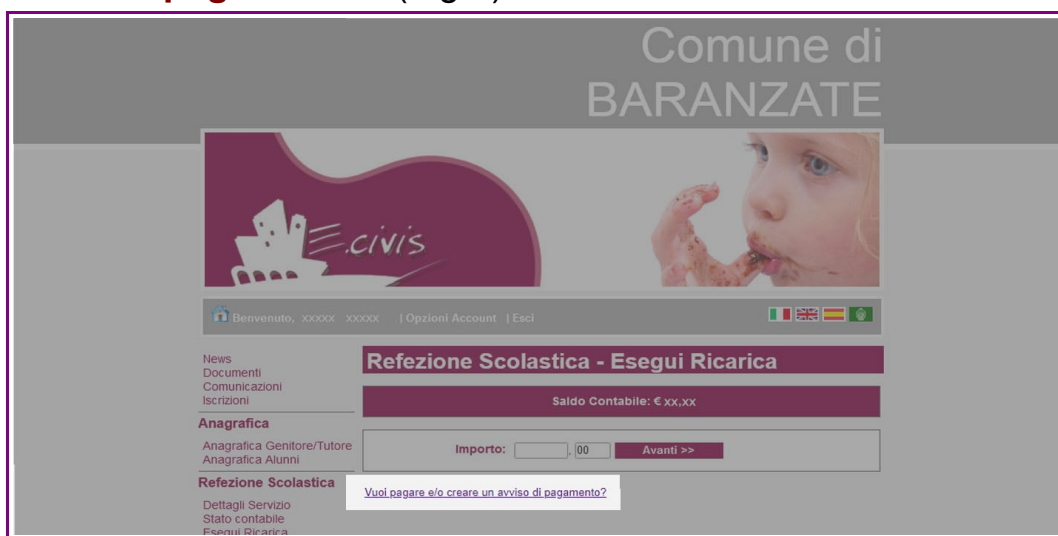 Comune di
BARANZATE
E.civis
Benvenuto, xxxxx xxxxx | Opzioni Account | Esci
News
Documenti
Comunicazioni
Iscrizioni
Anagrafica
Anagrafica Genitore/Tutore
Anagrafica Alunni
Refezione Scolastica
Dettagli Servizio
Stato contabile
Esegui Ricarica
Refezione Scolastica - Esegui Ricarica
Saldo Contabile: € xx,xx
Importo: , 00 Avanti >>
Vuoi pagare e/o creare un avviso di pagamento?